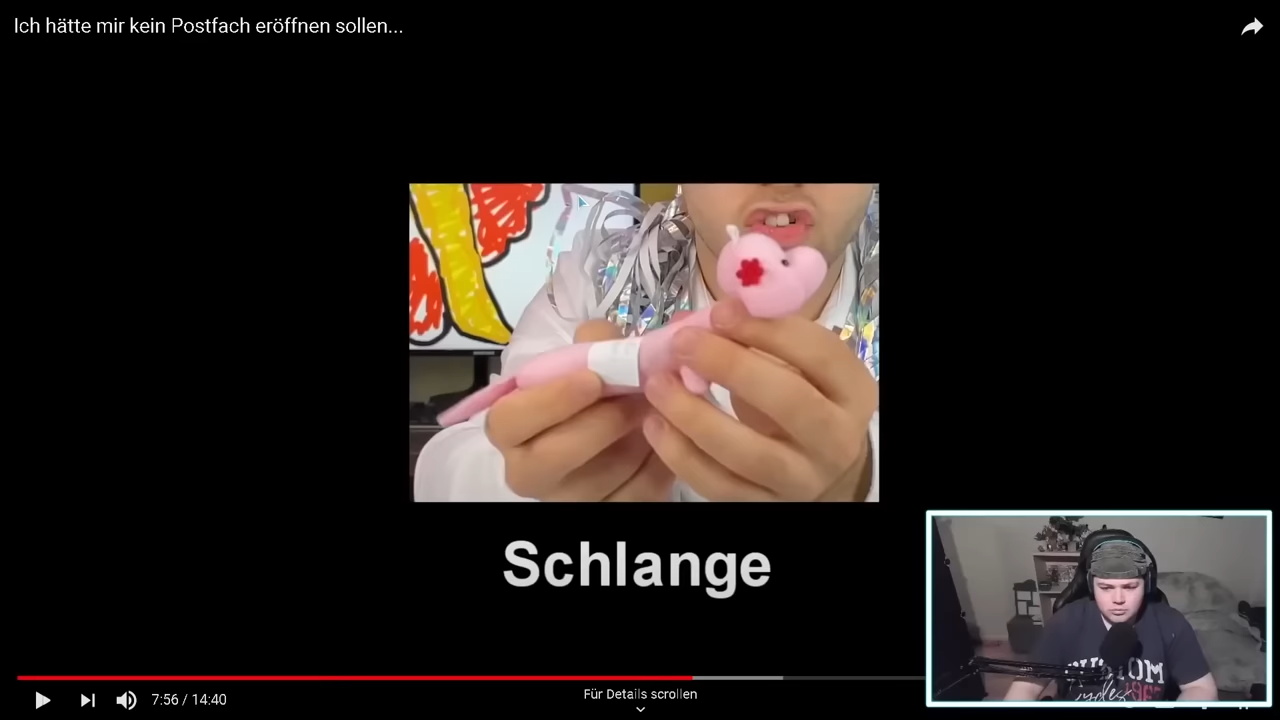 Ich hätte mir kein Postfach eröffnen sollen...
Schlange
7:56 / 14:40
Für Details scrollen